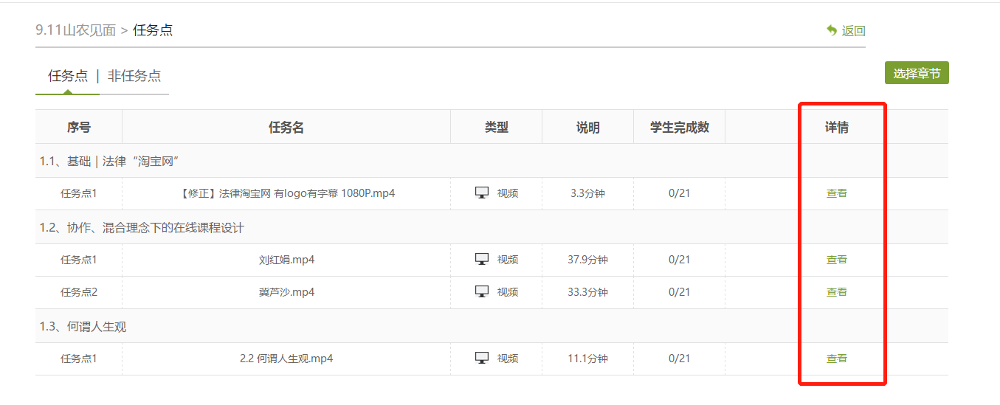 9.11山农见面 > 任务点 返回
任务点 | 非任务点 选择章节
序号 任务名 类型 说明 学生完成数 详情
1.1、基础｜法律“淘宝网”
任务点1 【修正】法律淘宝网 有logo有字幕 1080P.mp4 视频 3.3分钟 0/21 查看
1.2、协作、混合理念下的在线课程设计
任务点1 刘红娟.mp4 视频 37.9分钟 0/21 查看
任务点2 冀芦沙.mp4 视频 33.3分钟 0/21 查看
1.3、何谓人生观
任务点1 2.2 何谓人生观.mp4 视频 11.1分钟 0/21 查看